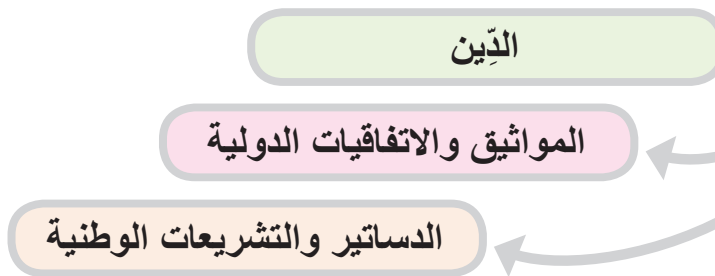 الدِّين
المواثيق والاتفاقيات الدولية
الدساتير والتشريعات الوطنية